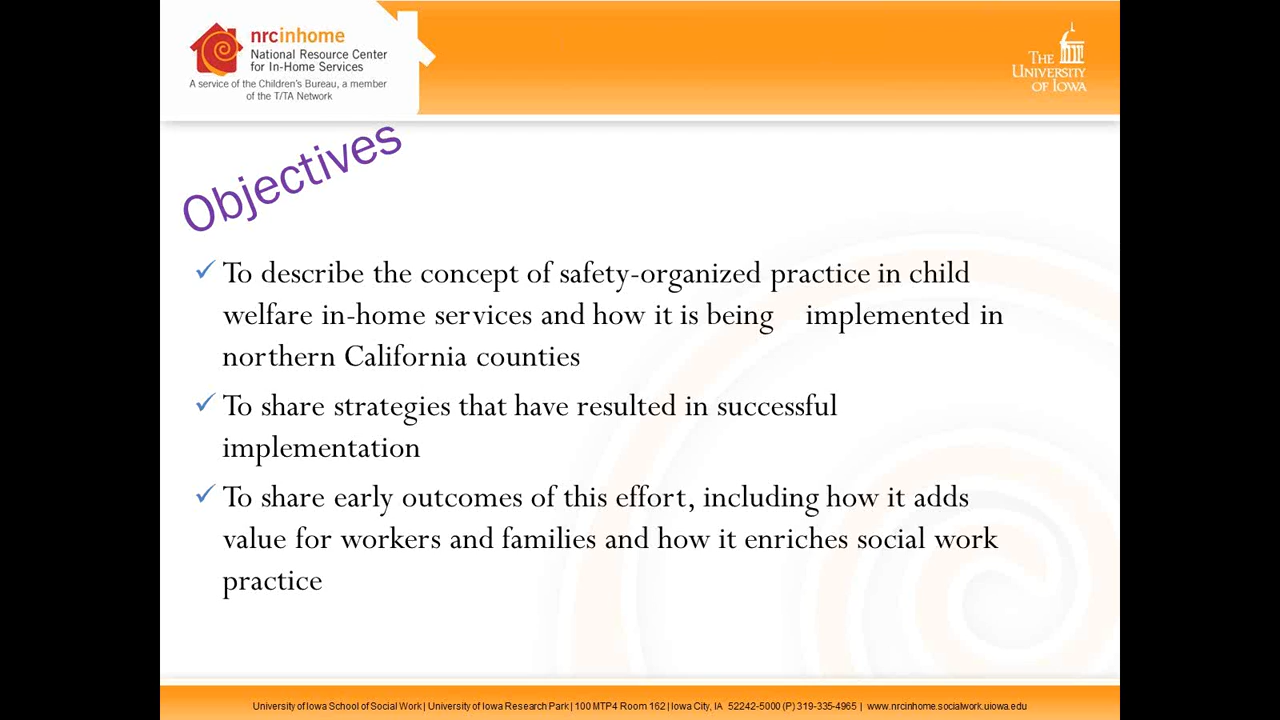 nrcinhome
National Resource Center
for In-Home Services
A service of the Children's Bureau, a member
of the T/TA Network
THE
UNIVERSITY
OF IOWA
Objectives
✓ To describe the concept of safety-organized practice in child
welfare in-home services and how it is being implemented in
northern California counties
✓ To share strategies that have resulted in successful
implementation
✓ To share early outcomes of this effort, including how it adds
value for workers and families and how it enriches social work
practice
University of Iowa School of Social Work | University of Iowa Research Park | 100 MTP4 Room 162 | Iowa City, IA 52242-5000 (P) 319-335-4965 | www.nrcinhome.socialwork.uiowa.edu